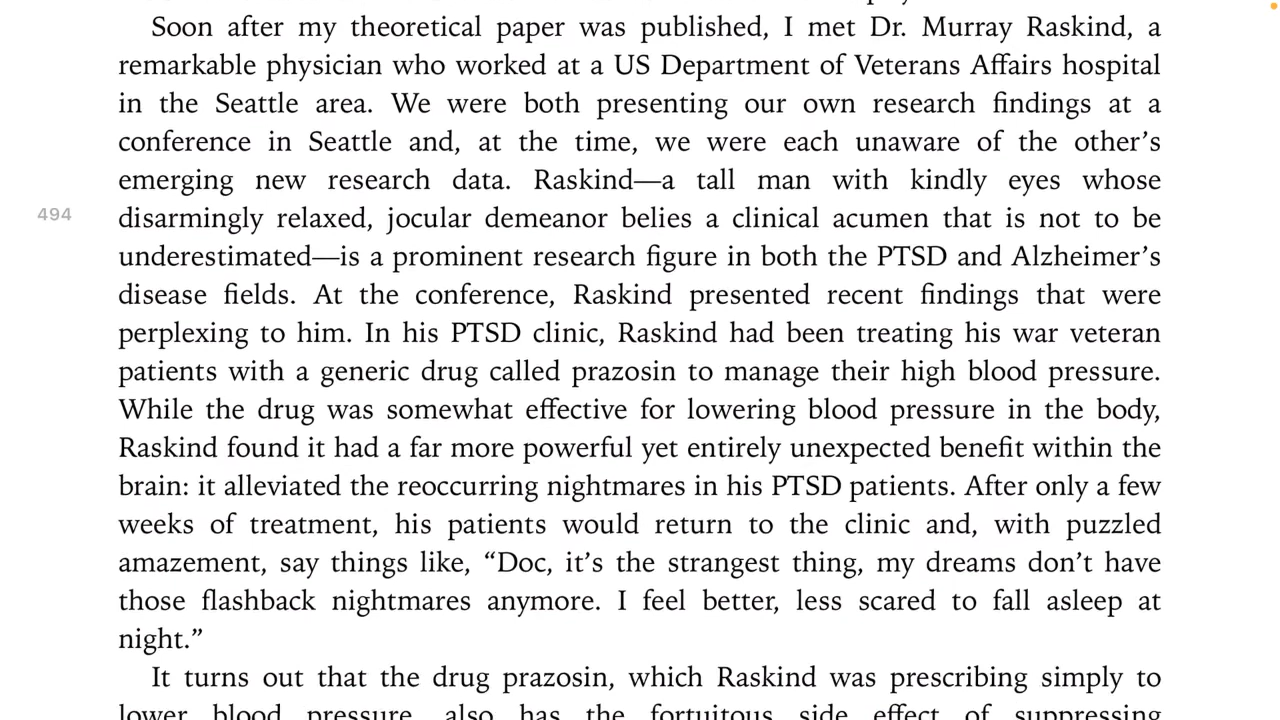 Soon after my theoretical paper was published, I met Dr. Murray Raskind, a
remarkable physician who worked at a US Department of Veterans Affairs hospital
in the Seattle area. We were both presenting our own research findings at a
conference in Seattle and, at the time, we were each unaware of the other’s
emerging new research data. Raskind—a tall man with kindly eyes whose
494
disarmingly relaxed, jocular demeanor belies a clinical acumen that is not to be
underestimated—is a prominent research figure in both the PTSD and Alzheimer’s
disease fields. At the conference, Raskind presented recent findings that were
perplexing to him. In his PTSD clinic, Raskind had been treating his war veteran
patients with a generic drug called prazosin to manage their high blood pressure.
While the drug was somewhat effective for lowering blood pressure in the body,
Raskind found it had a far more powerful yet entirely unexpected benefit within the
brain: it alleviated the reoccurring nightmares in his PTSD patients. After only a few
weeks of treatment, his patients would return to the clinic and, with puzzled
amazement, say things like, “Doc, it’s the strangest thing, my dreams don’t have
those flashback nightmares anymore. I feel better, less scared to fall asleep at
night.”
It turns out that the drug prazosin, which Raskind was prescribing simply to
lower blood pressure, also has the fortuitous side effect of suppressing